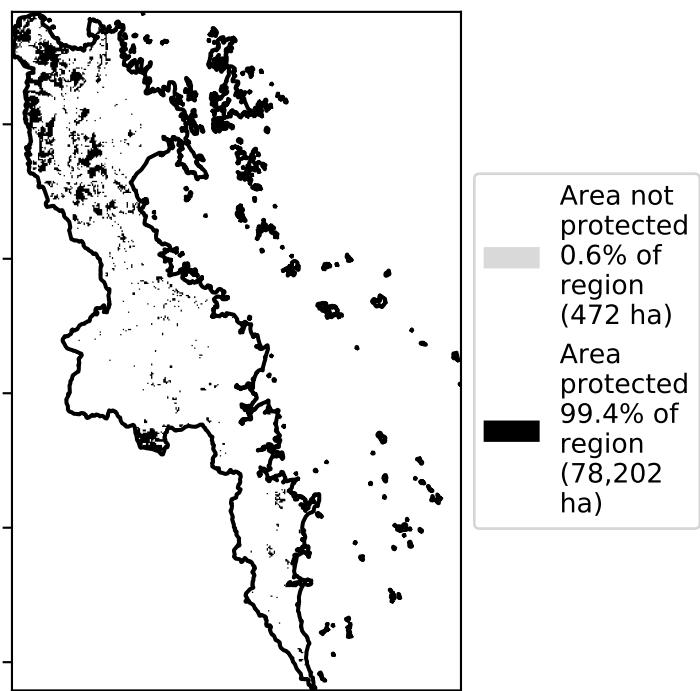 Area not
protected
0.6% of
region
(472 ha)
Area
protected
99.4% of
region
(78,202
ha)